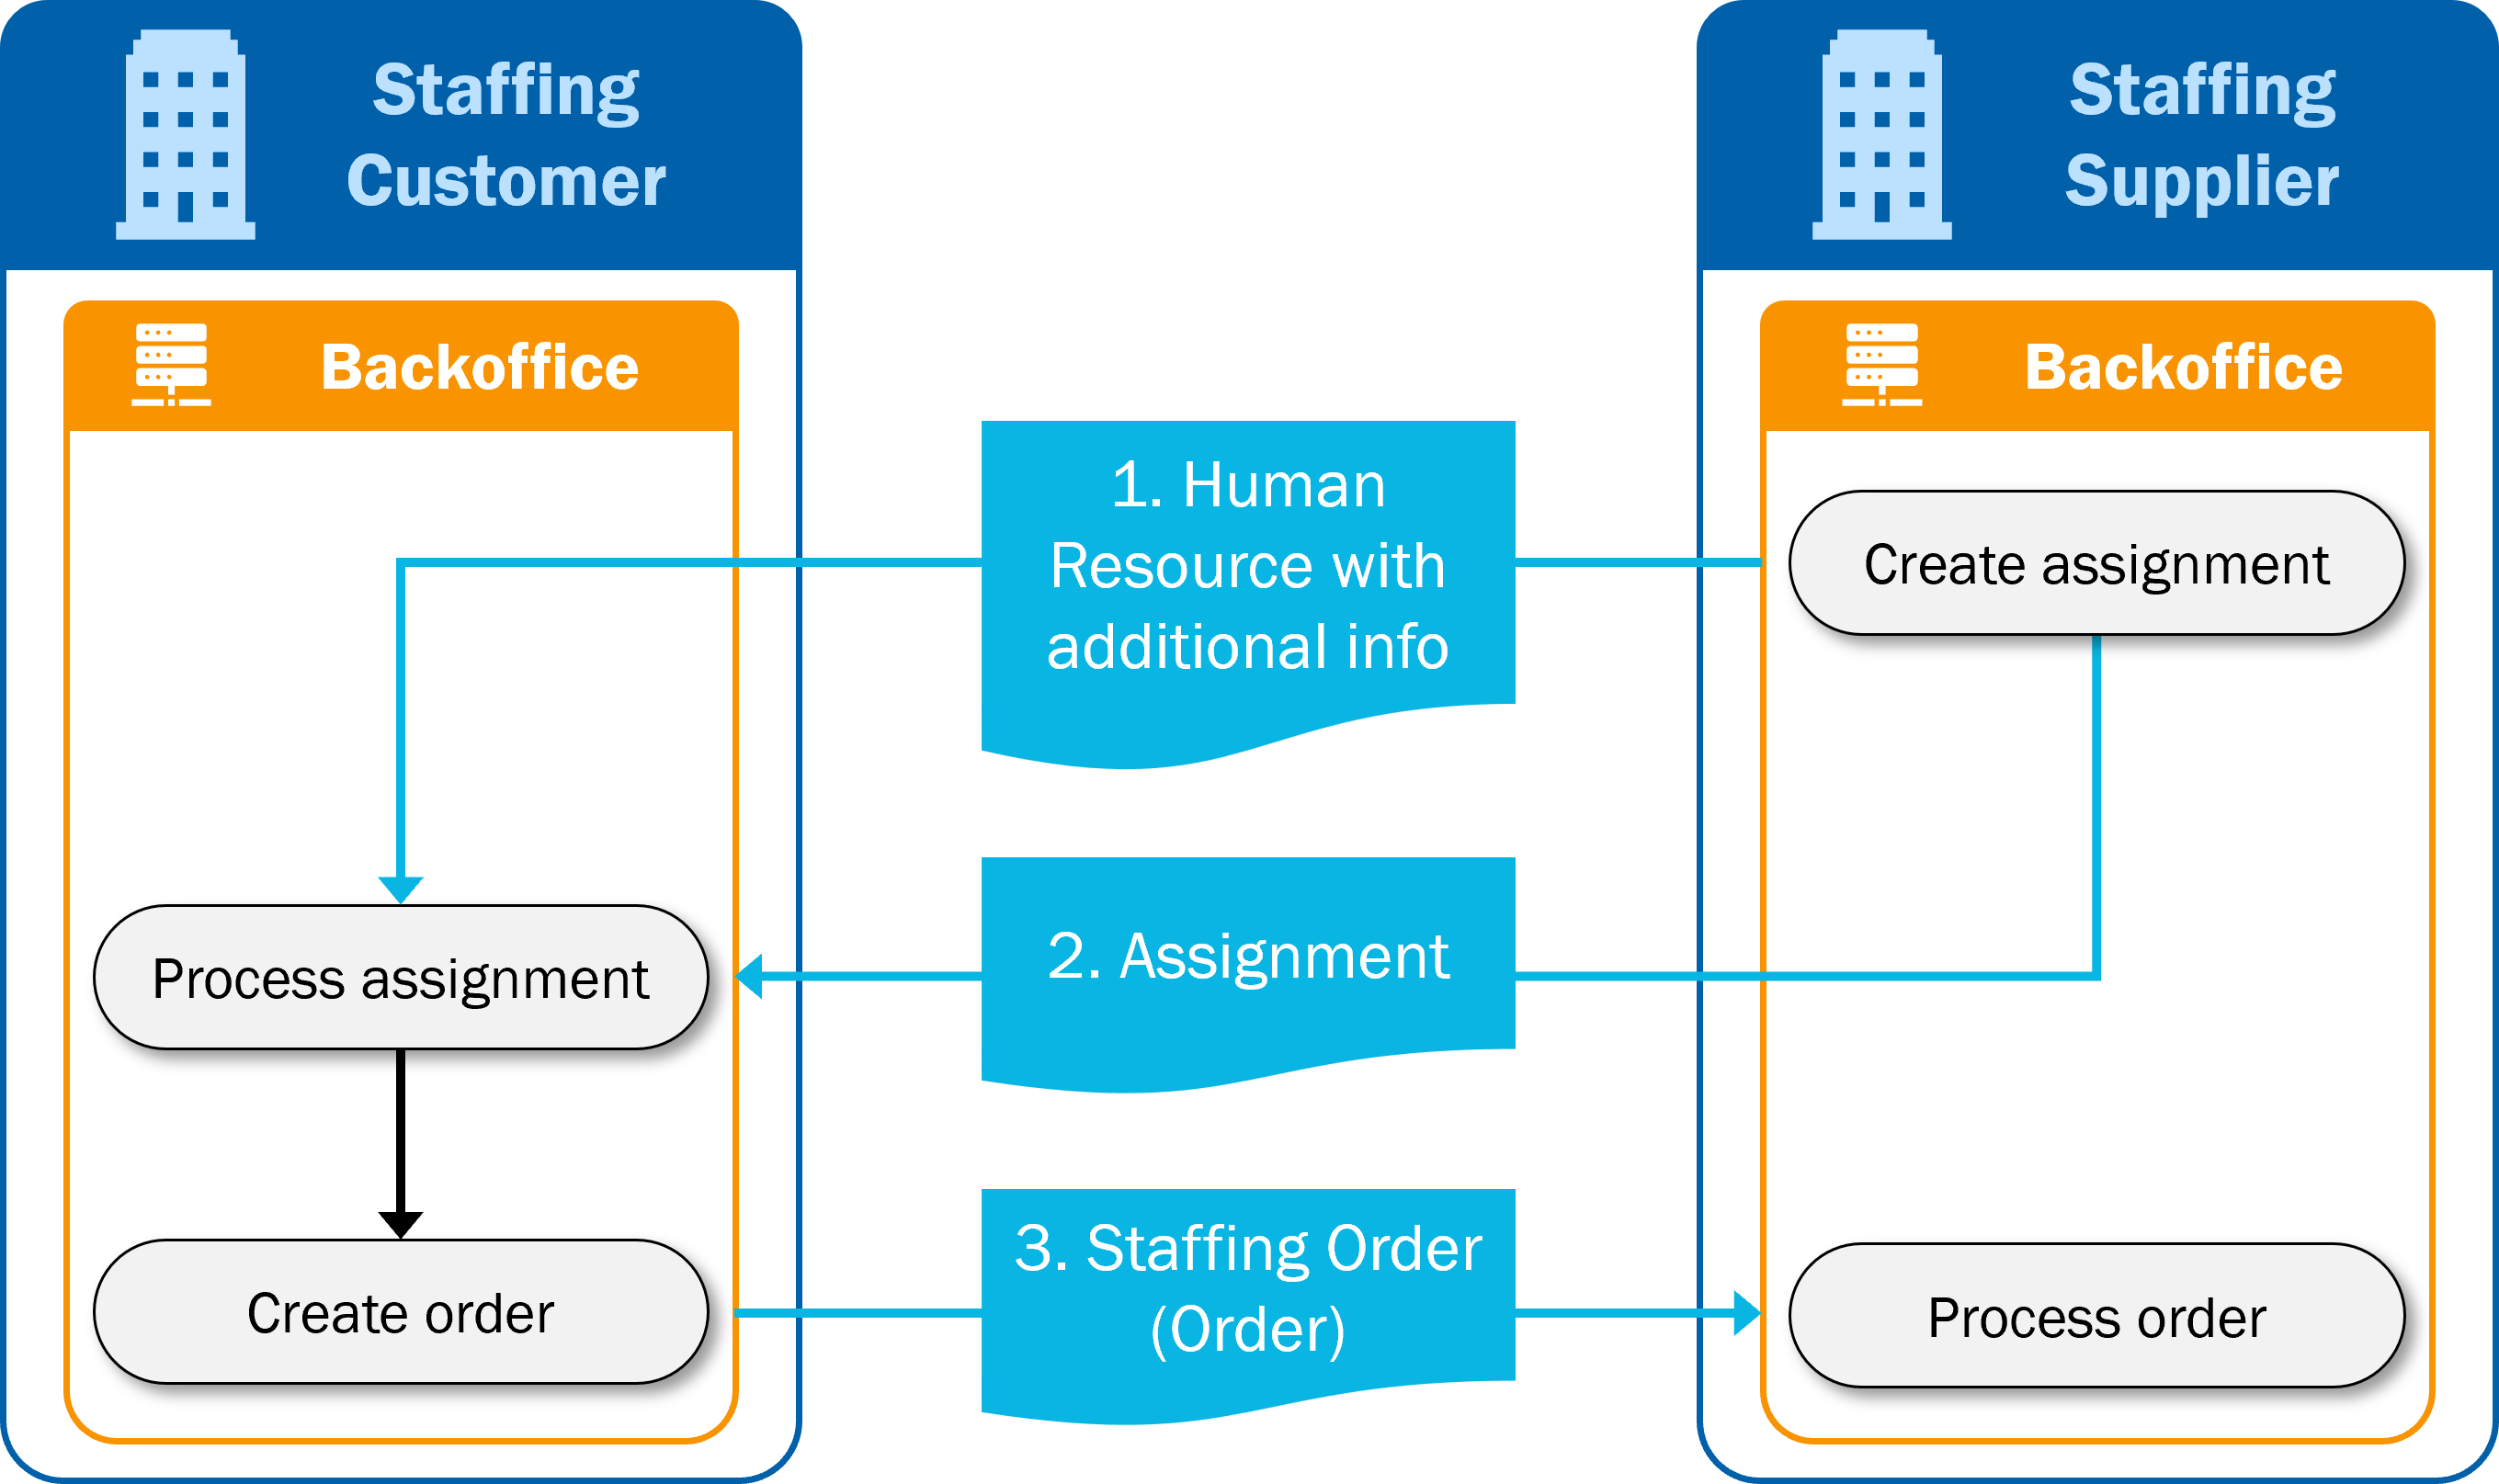 Staffing
Customer
Staffing
Supplier
Backoffice
Backoffice
1. Human
Resource with
additional info
Create assignment
Process assignment
2. Assignment
Create order
3. Staffing Order
(Order)
Process order